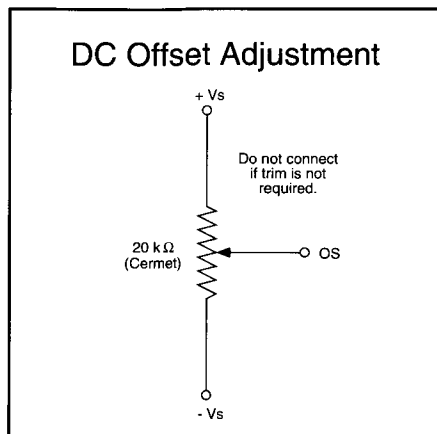 DC Offset Adjustment
+ Vs
Do not connect
if trim is not
required.
20 kΩ
(Cermet)
OS
- Vs